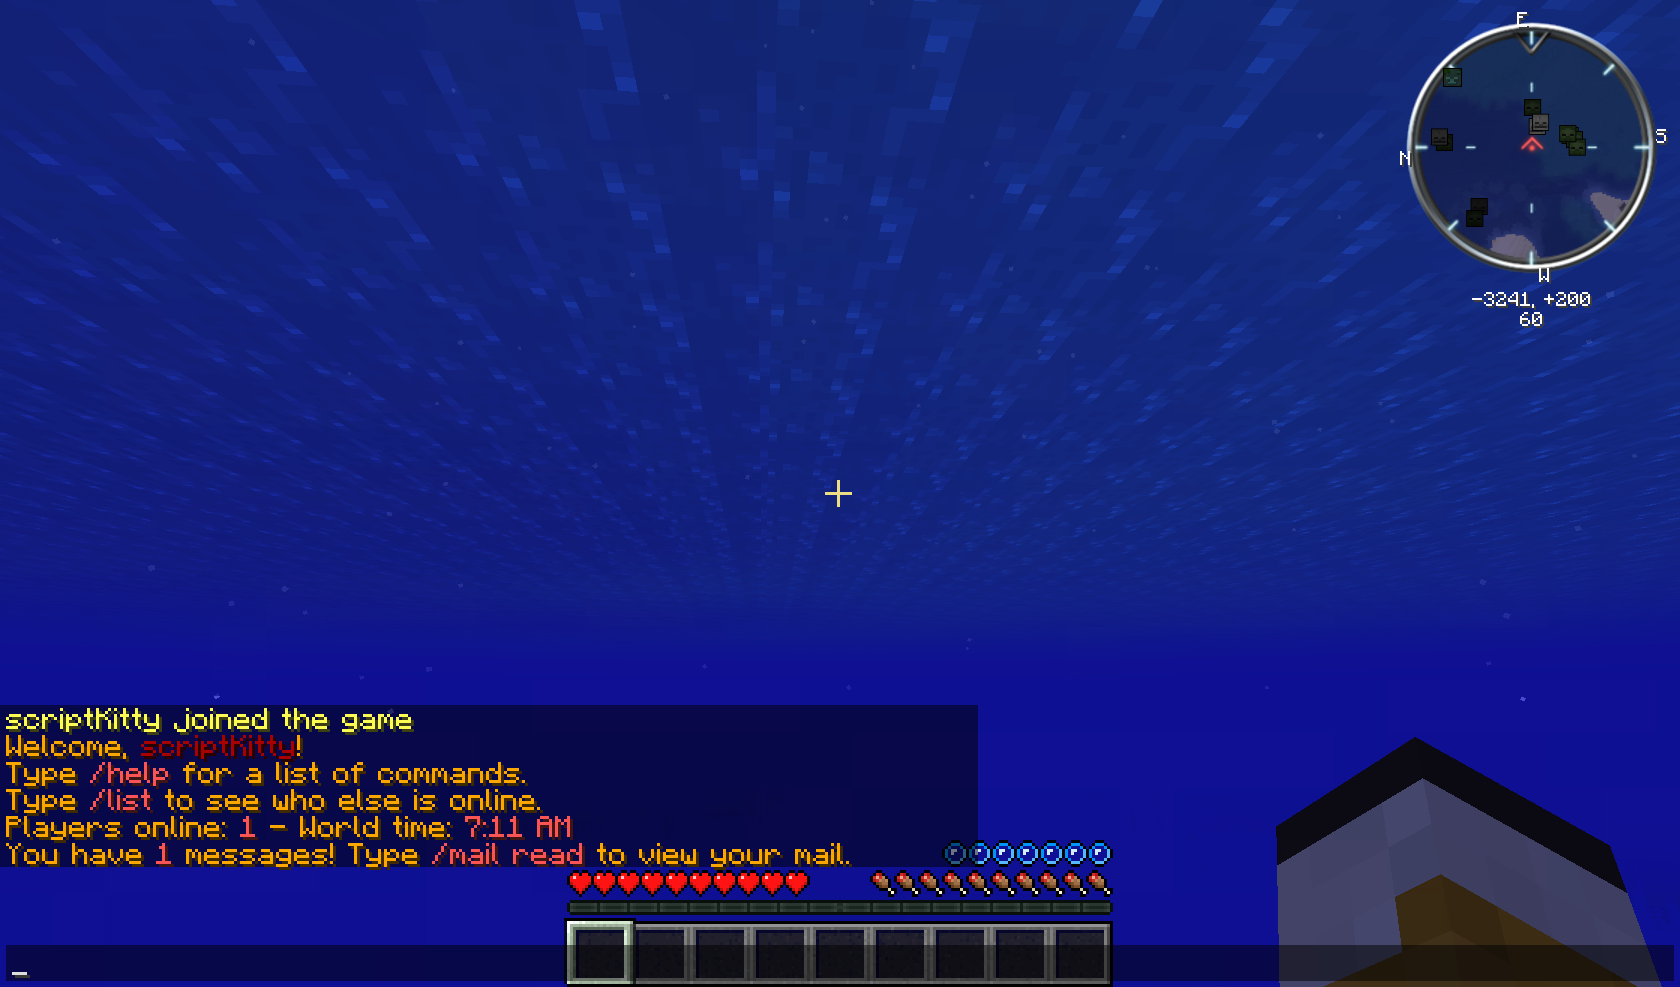 E
N
S
W
-3241, +200
60
scriptKitty joined the game
Welcome, scriptKitty!
Type /help for a list of commands.
Type /list to see who else is online.
Players online: 1 - World time: 7:11 AM
You have 1 messages! Type /mail read to view your mail.
_